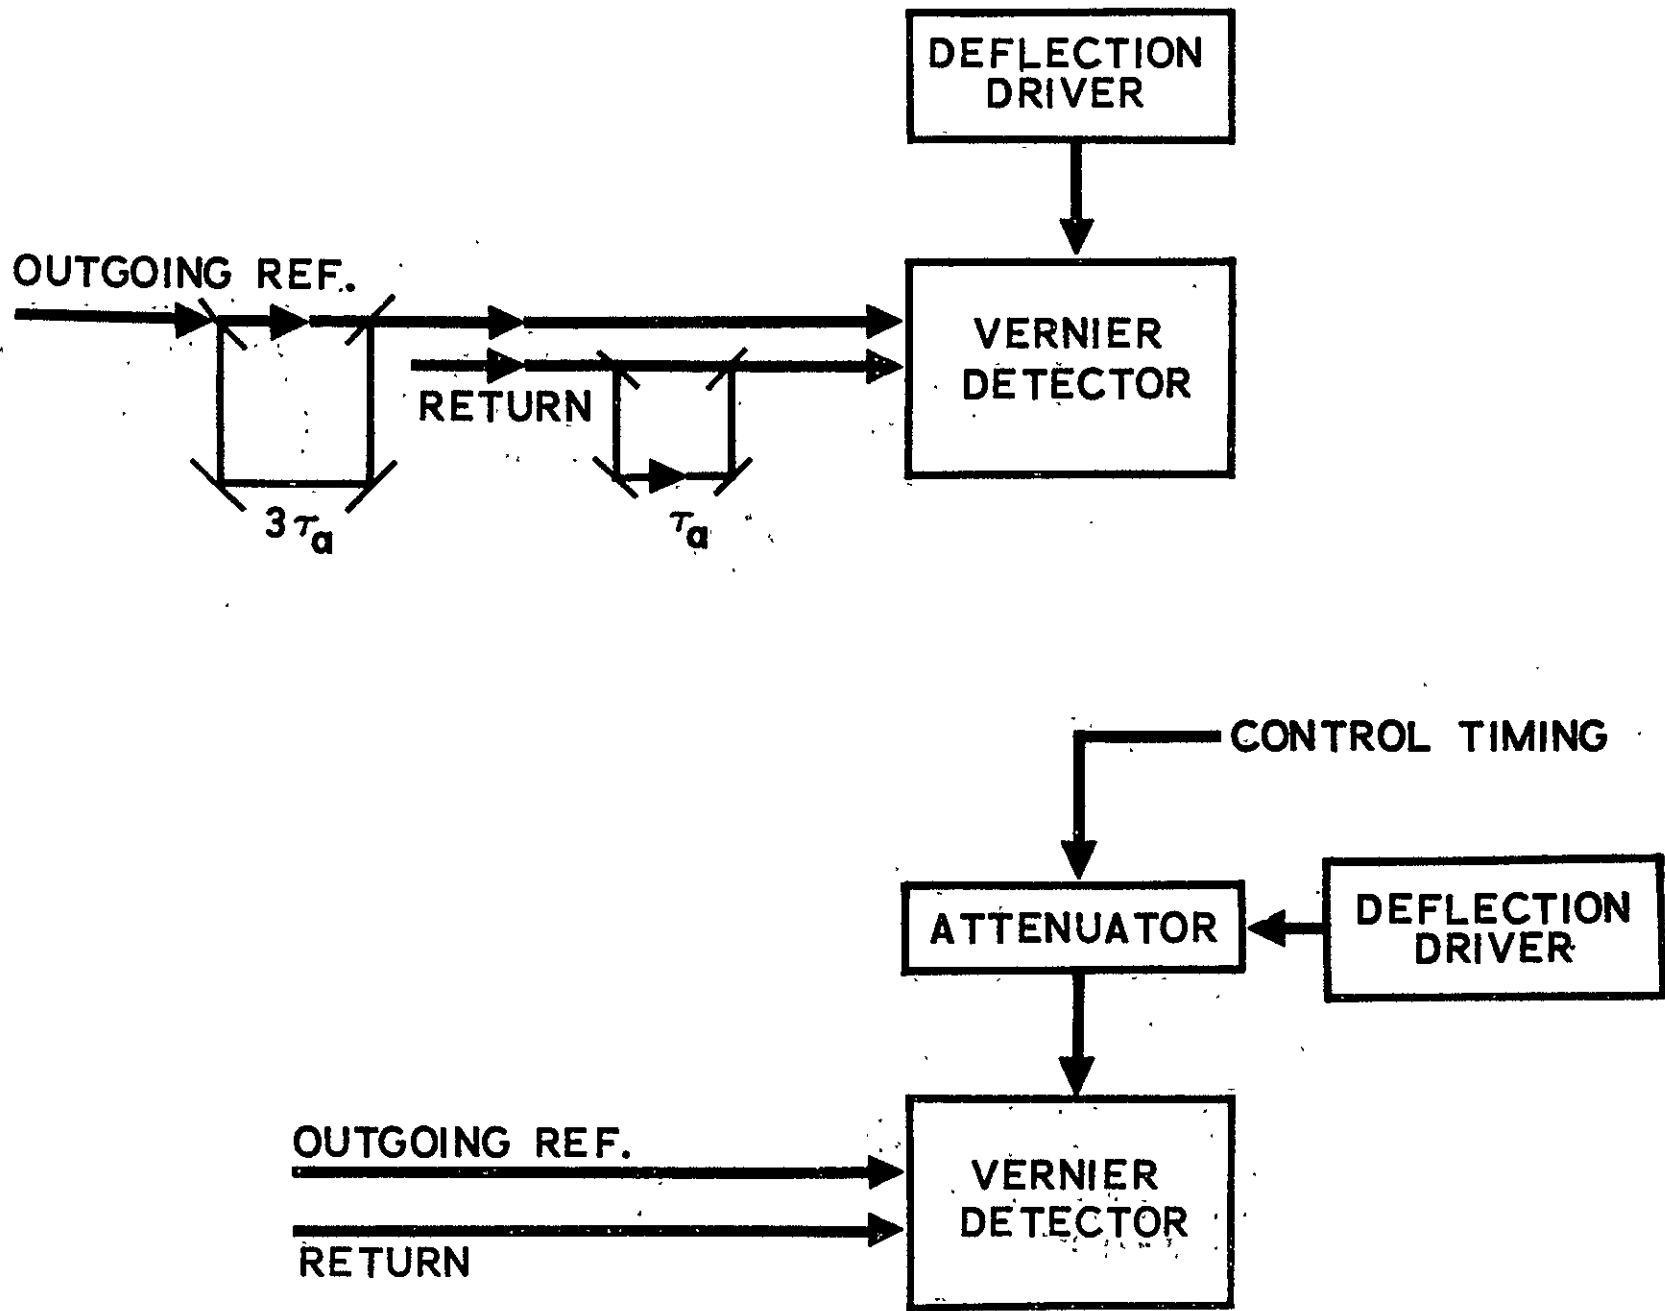 DEFLECTION
DRIVER
OUTGOING REF.
VERNIER
DETECTOR
RETURN
3τa
τa
CONTROL TIMING
ATTENUATOR
DEFLECTION
DRIVER
OUTGOING REF.
VERNIER
DETECTOR
RETURN